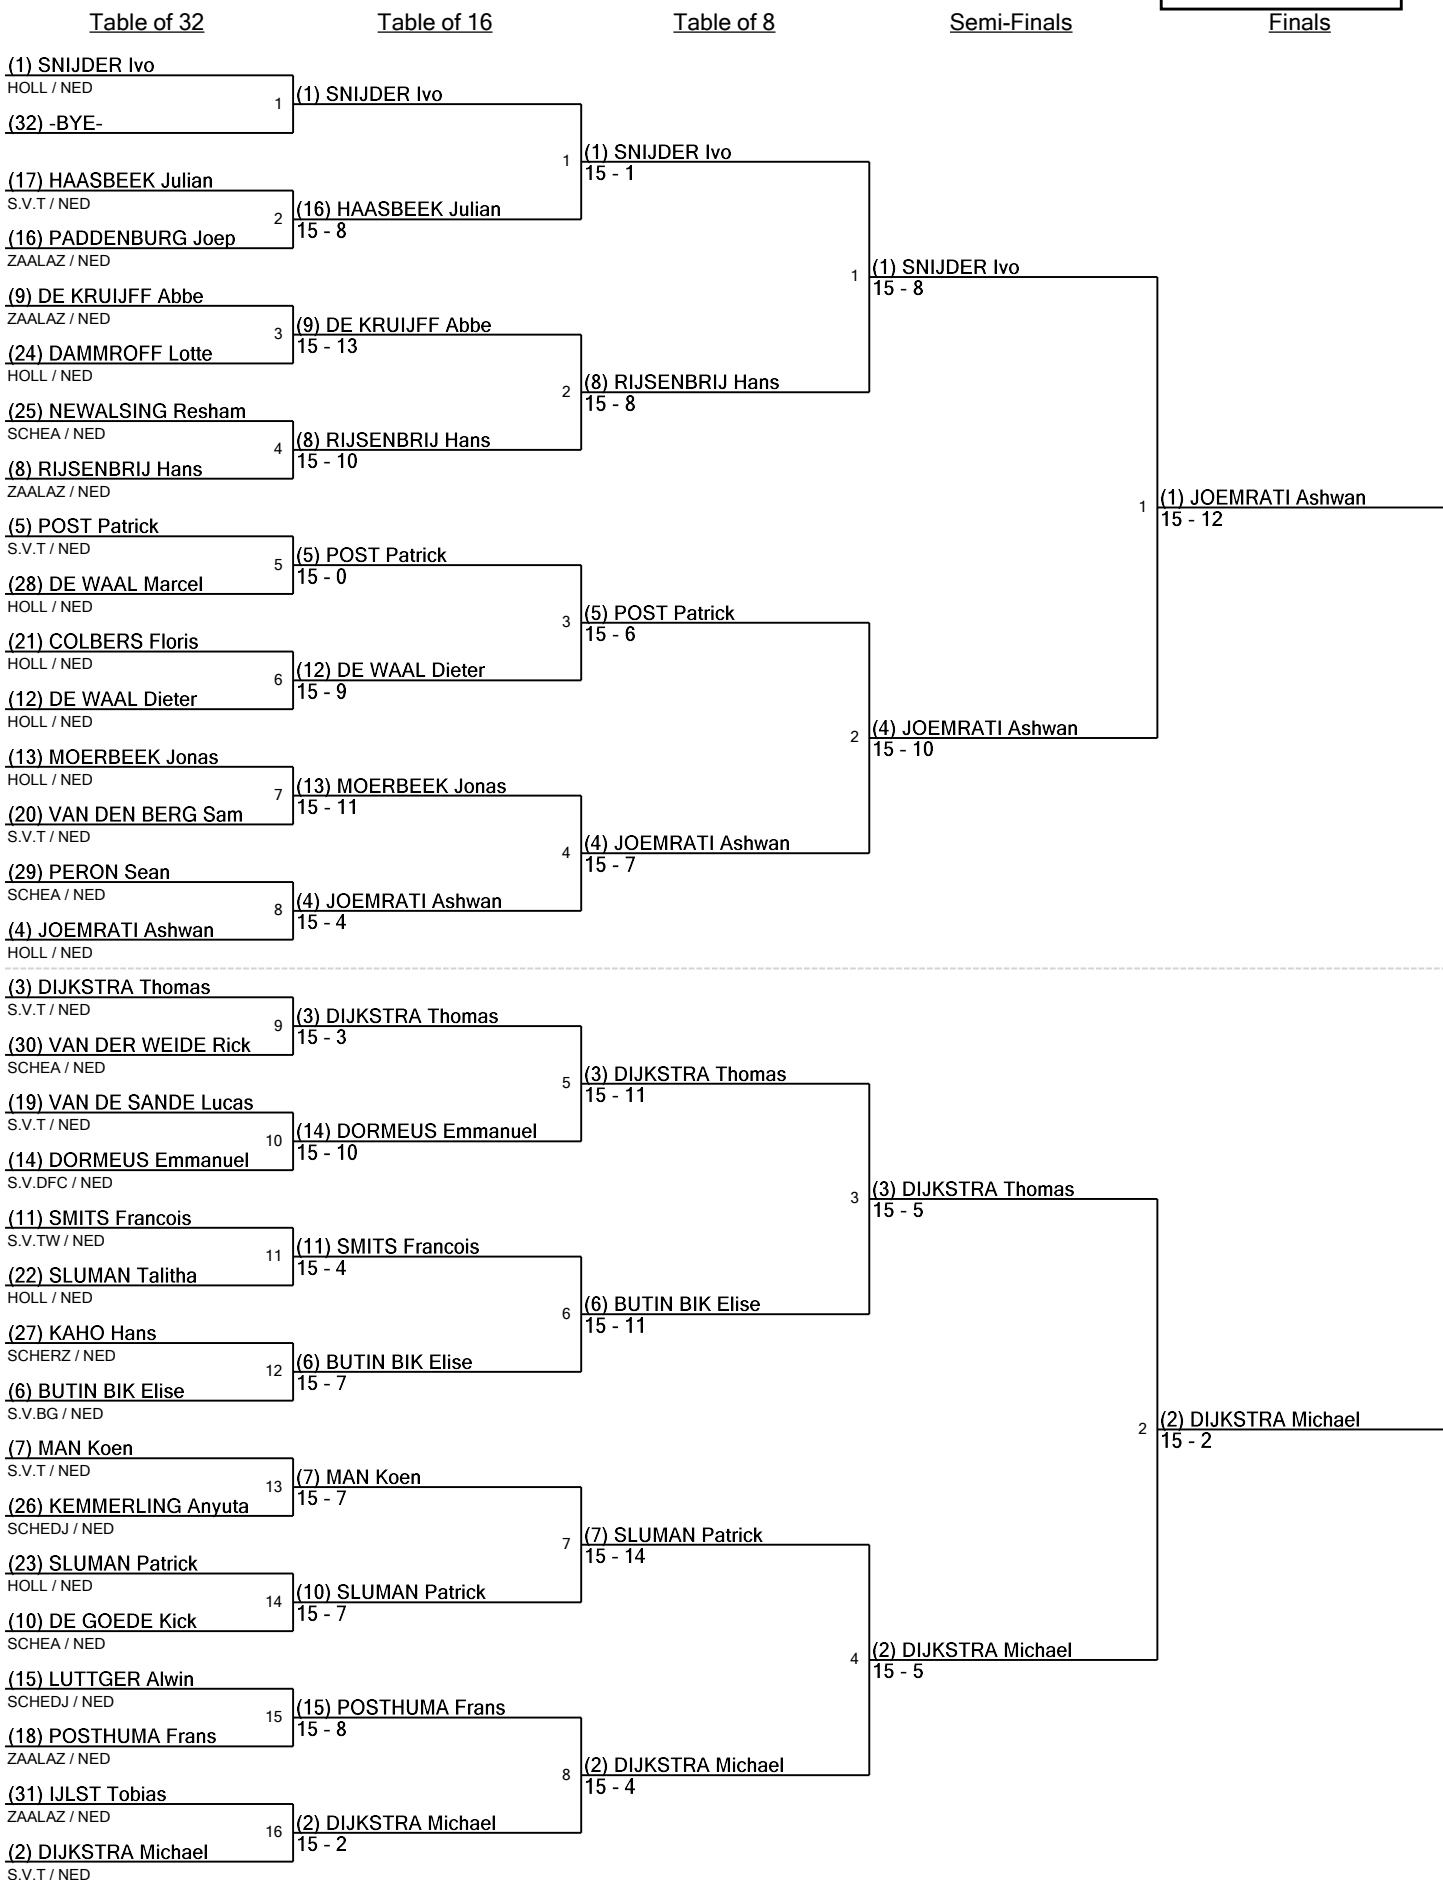 Table of 32
Table of 16
Table of 8
Semi-Finals
Finals
(1) SNIJDER Ivo
HOLL / NED
1
(32) -BYE-
(17) HAASBEEK Julian
S.V.T / NED
2
(16) PADDENBURG Joep
ZAALAZ / NED
(9) DE KRUIJFF Abbe
ZAALAZ / NED
3
(24) DAMMROFF Lotte
HOLL / NED
(25) NEWALSING Resham
SCHEA / NED
4
(8) RIJSENBRIJ Hans
ZAALAZ / NED
(5) POST Patrick
S.V.T / NED
5
(28) DE WAAL Marcel
HOLL / NED
(21) COLBERS Floris
HOLL / NED
6
(12) DE WAAL Dieter
HOLL / NED
(13) MOERBEEK Jonas
HOLL / NED
7
(20) VAN DEN BERG Sam
S.V.T / NED
(29) PERON Sean
SCHEA / NED
8
(4) JOEMRATI Ashwan
HOLL / NED
(3) DIJKSTRA Thomas
S.V.T / NED
9
(30) VAN DER WEIDE Rick
SCHEA / NED
(19) VAN DE SANDE Lucas
S.V.T / NED
10
(14) DORMEUS Emmanuel
S.V.DFC / NED
(11) SMITS Francois
S.V.TW / NED
11
(22) SLUMAN Talitha
HOLL / NED
(27) KAHO Hans
SCHERZ / NED
12
(6) BUTIN BIK Elise
S.V.BG / NED
(7) MAN Koen
S.V.T / NED
13
(26) KEMMERLING Anyuta
SCHEDJ / NED
(23) SLUMAN Patrick
HOLL / NED
14
(10) DE GOEDE Kick
SCHEA / NED
(15) LUTTGER Alwin
SCHEDJ / NED
15
(18) POSTHUMA Frans
ZAALAZ / NED
(31) IJLST Tobias
ZAALAZ / NED
16
(2) DIJKSTRA Michael
S.V.T / NED
(1) SNIJDER Ivo
1
(16) HAASBEEK Julian
15 - 8
(9) DE KRUIJFF Abbe
15 - 13
2
(8) RIJSENBRIJ Hans
15 - 10
(5) POST Patrick
15 - 0
3
(12) DE WAAL Dieter
15 - 9
(13) MOERBEEK Jonas
15 - 11
4
(4) JOEMRATI Ashwan
15 - 4
(3) DIJKSTRA Thomas
15 - 3
5
(14) DORMEUS Emmanuel
15 - 10
(11) SMITS Francois
15 - 4
6
(6) BUTIN BIK Elise
15 - 7
(7) MAN Koen
15 - 7
7
(10) SLUMAN Patrick
15 - 7
(15) POSTHUMA Frans
15 - 8
8
(2) DIJKSTRA Michael
15 - 2
(1) SNIJDER Ivo
15 - 1
1
(8) RIJSENBRIJ Hans
15 - 8
(5) POST Patrick
15 - 6
2
(4) JOEMRATI Ashwan
15 - 7
(3) DIJKSTRA Thomas
15 - 11
3
(6) BUTIN BIK Elise
15 - 11
(7) SLUMAN Patrick
15 - 14
4
(2) DIJKSTRA Michael
15 - 4
(1) SNIJDER Ivo
15 - 8
1
(4) JOEMRATI Ashwan
15 - 10
(3) DIJKSTRA Thomas
15 - 5
2
(2) DIJKSTRA Michael
15 - 5
(1) JOEMRATI Ashwan
15 - 12
(2) DIJKSTRA Michael
15 - 2